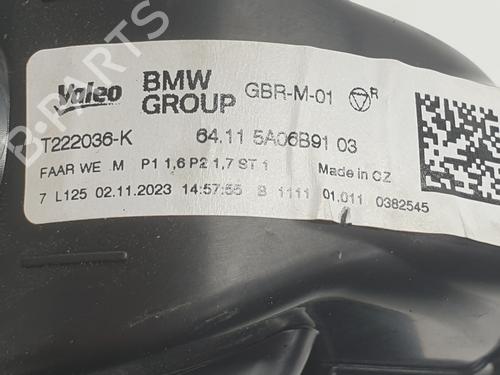 Valeo BMW GROUP GBR-M-01 R
T222036-K 64.11 5A06B91 03
FAAR WE .M P1 1,6 P2 1,7 ST 1 Made in CZ
7 L125 02.11.2023 14:57:55 B 1111 01.011 0382545
B-PARTS